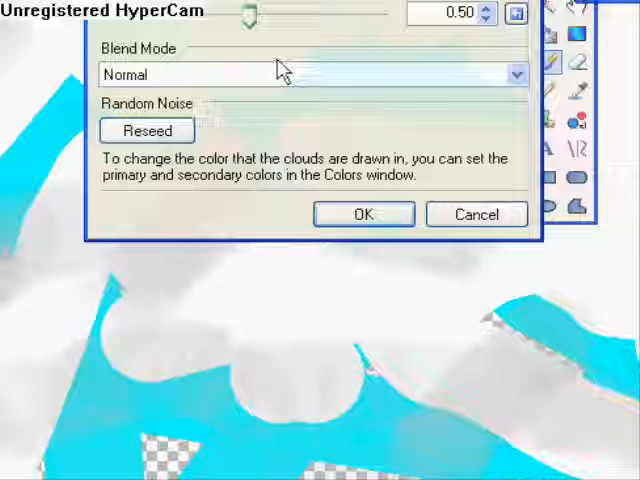 Unregistered HyperCam
0.50
Blend Mode
Normal
Random Noise
Reseed
To change the color that the clouds are drawn in, you can set the
primary and secondary colors in the Colors window.
OK
Cancel